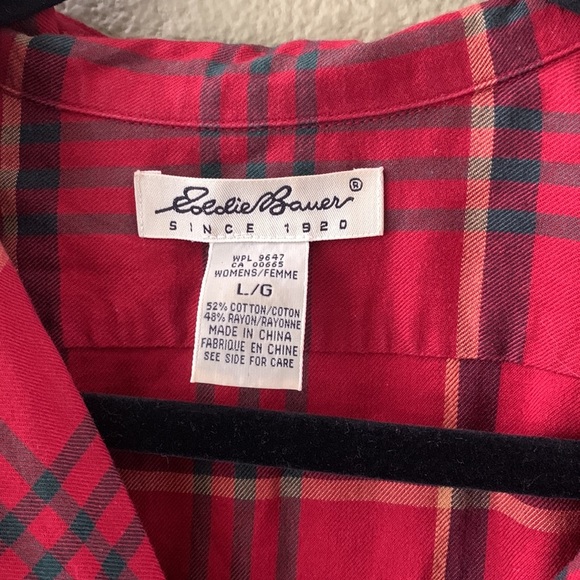 Eddie Bauer®
SINCE 1920
WPL 9647
CA 00665
WOMENS/FEMME
L/G
52% COTTON/COTON
48% RAYON/RAYONNE
MADE IN CHINA
FABRIQUE EN CHINE
SEE SIDE FOR CARE